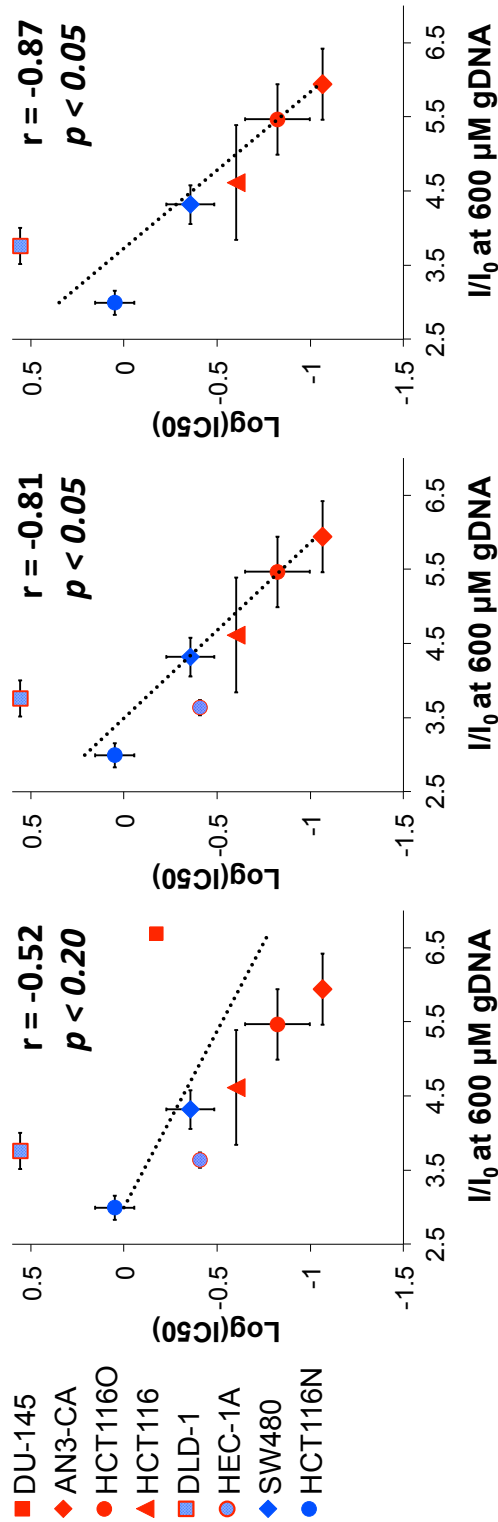 DU-145
AN3-CA
HCT116O
HCT116
DLD-1
HEC-1A
SW480
HCT116N
r = -0.52
p < 0.20
0.5
0
-0.5
-1
-1.5
Log(IC50)
2.5 3.5 4.5 5.5 6.5
I/I0 at 600 µM gDNA
r = -0.81
p < 0.05
0.5
0
-0.5
-1
-1.5
Log(IC50)
2.5 3.5 4.5 5.5 6.5
I/I0 at 600 µM gDNA
r = -0.87
p < 0.05
0.5
0
-0.5
-1
-1.5
Log(IC50)
2.5 3.5 4.5 5.5 6.5
I/I0 at 600 µM gDNA